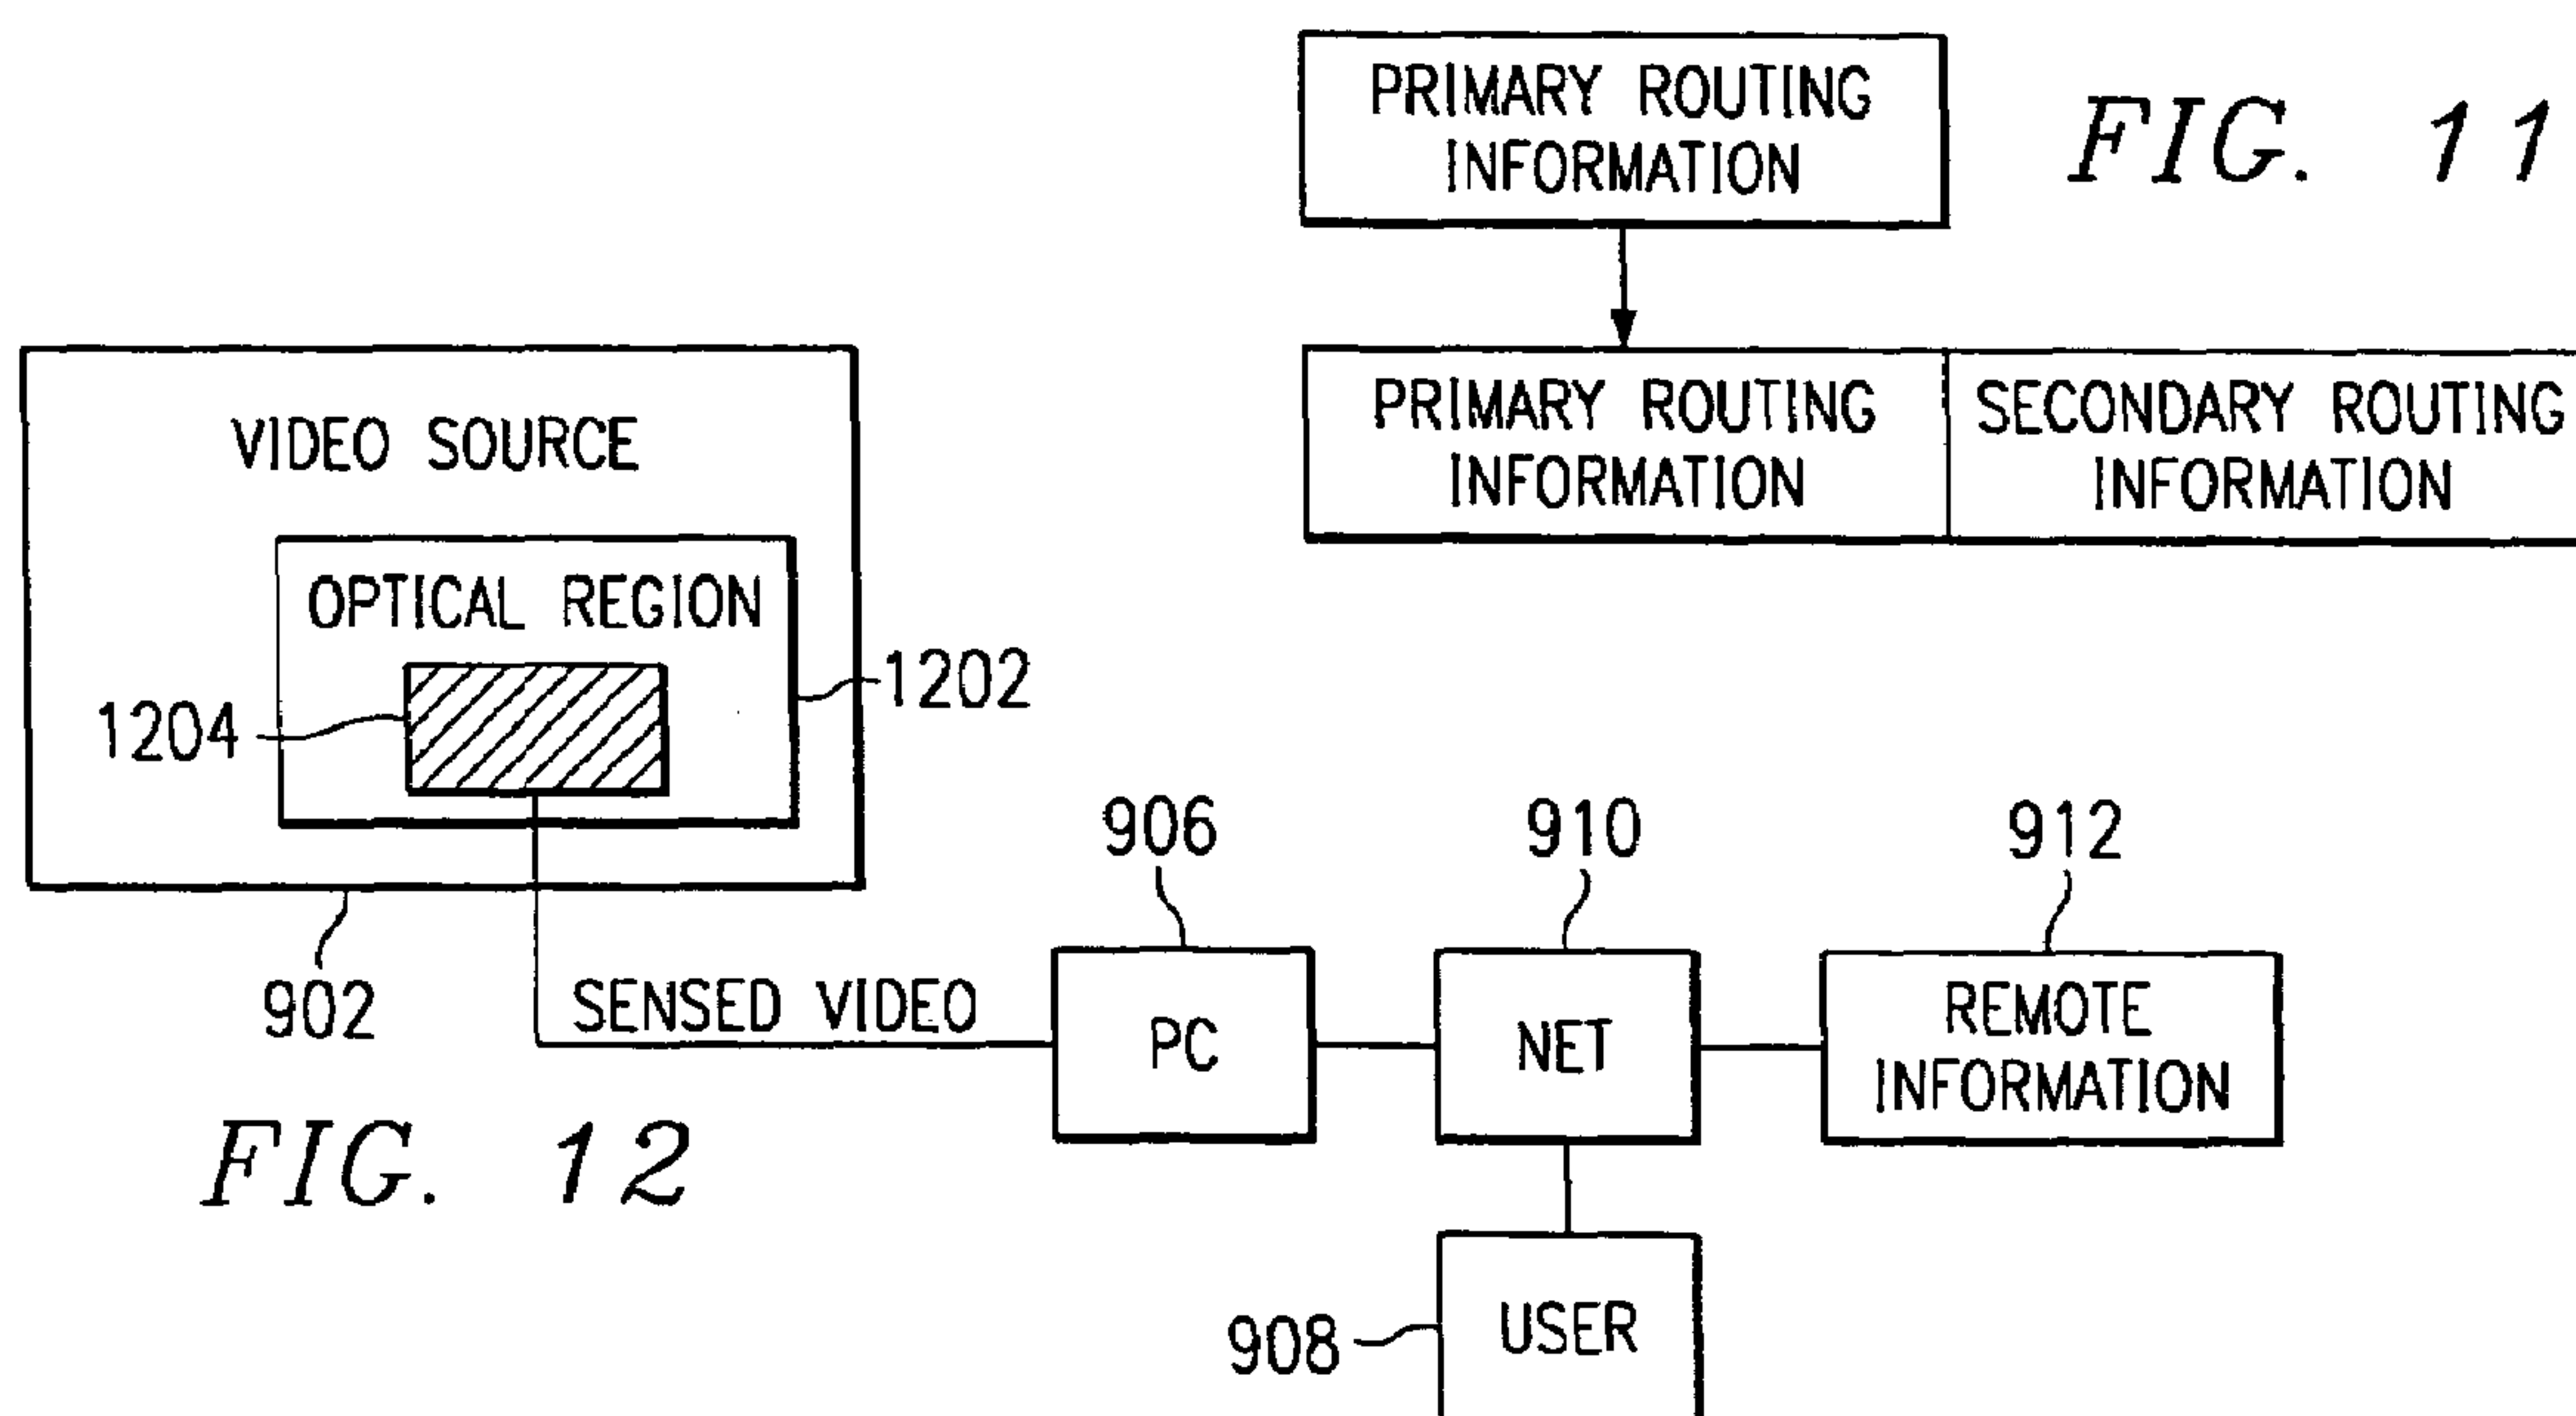 PRIMARY ROUTING
INFORMATION
FIG. 11
PRIMARY ROUTING
INFORMATION
SECONDARY ROUTING
INFORMATION
VIDEO SOURCE
OPTICAL REGION
1202
1204
902
SENSED VIDEO
906
PC
910
NET
912
REMOTE
INFORMATION
908
USER
FIG. 12